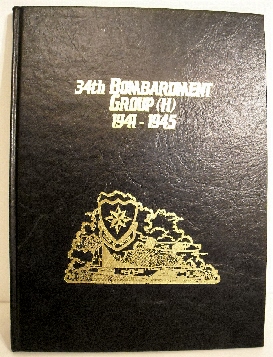 34th BOMBARDMENT
GROUP (H)
1941 - 1945